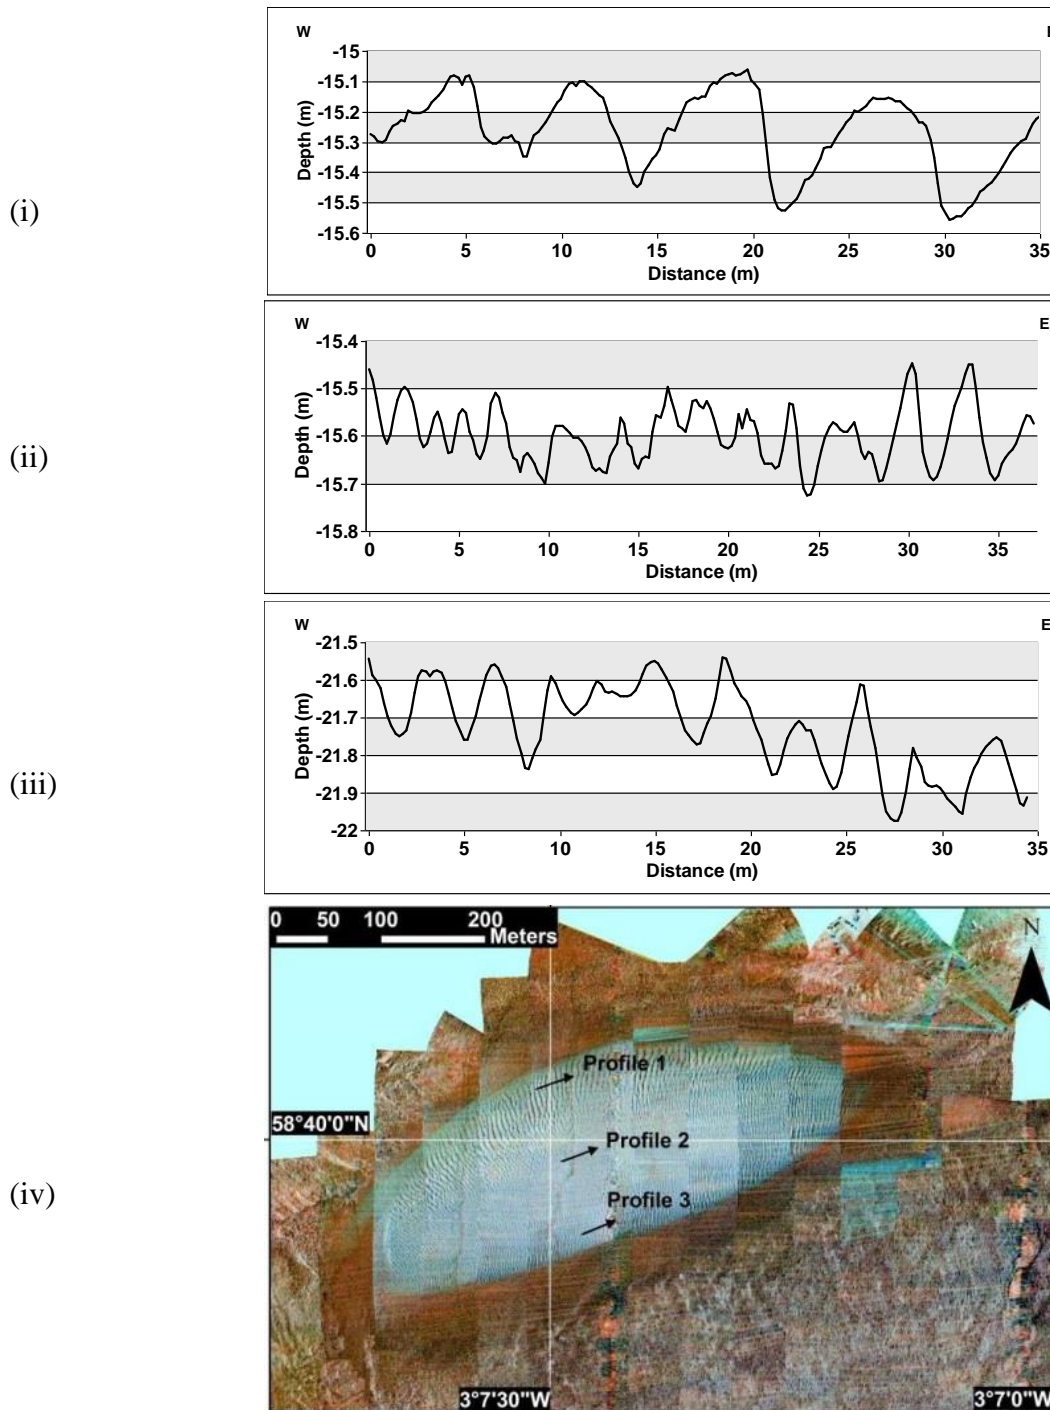 (i)
W
Depth (m)
-15
-15.1
-15.2
-15.3
-15.4
-15.5
-15.6
0 5 10 15 20 25 30 35
Distance (m)
(ii)
W E
Depth (m)
-15.4
-15.5
-15.6
-15.7
-15.8
0 5 10 15 20 25 30 35
Distance (m)
(iii)
W E
Depth (m)
-21.5
-21.6
-21.7
-21.8
-21.9
-22
0 5 10 15 20 25 30 35
Distance (m)
(iv)
0 50 100 200
Meters
N
Profile 1
58°40'0"N
Profile 2
Profile 3
3°7'30"W 3°7'0"W